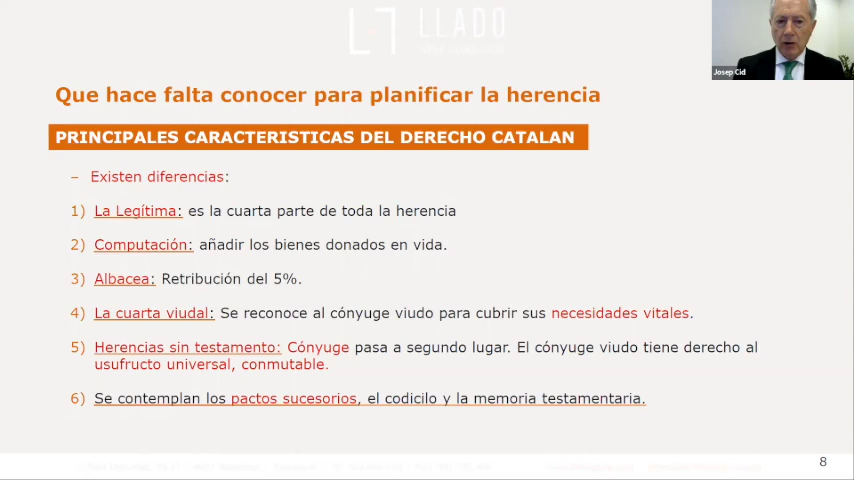 LLADO
Josep Cid
Que hace falta conocer para planificar la herencia
PRINCIPALES CARACTERISTICAS DEL DERECHO CATALAN
– Existen diferencias:
1) La Legítima: es la cuarta parte de toda la herencia
2) Computación: añadir los bienes donados en vida.
3) Albacea: Retribución del 5%.
4) La cuarta viudal: Se reconoce al cónyuge viudo para cubrir sus necesidades vitales.
5) Herencias sin testamento: Cónyuge pasa a segundo lugar. El cónyuge viudo tiene derecho al
usufructo universal, conmutable.
6) Se contemplan los pactos sucesorios, el codicilo y la memoria testamentaria.
8